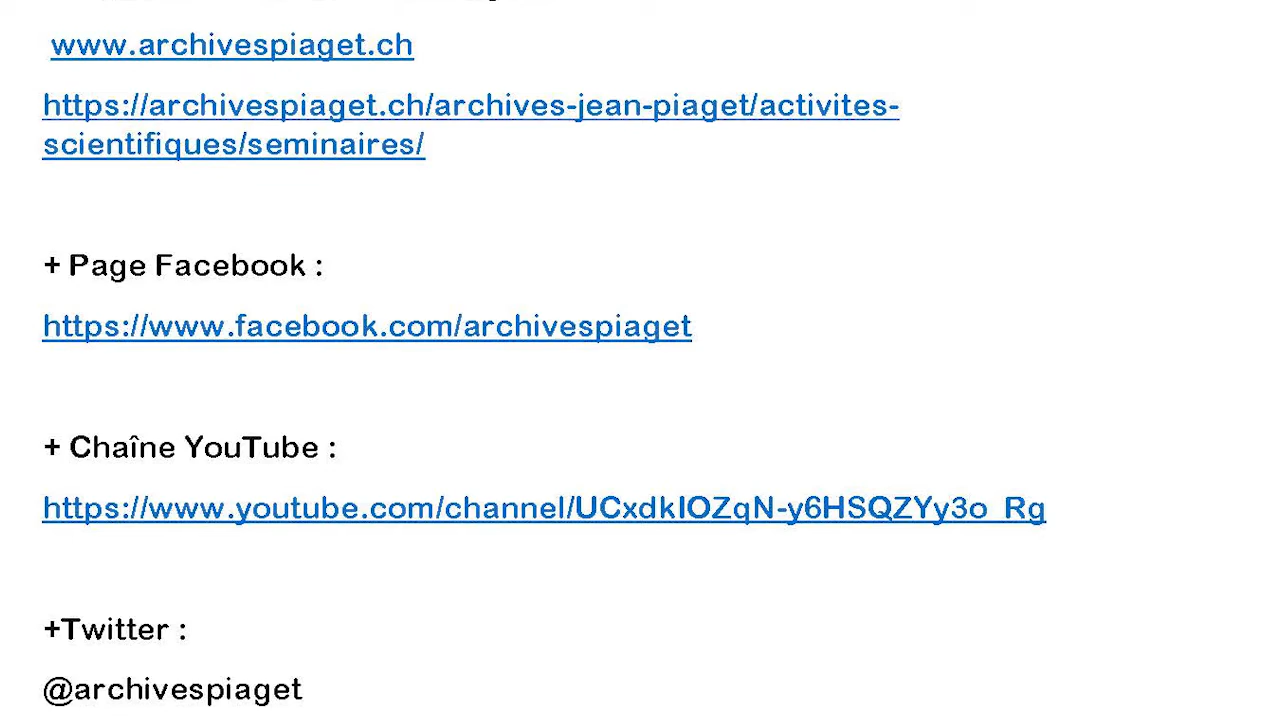 www.archivespiaget.ch
https://archivespiaget.ch/archives-jean-piaget/activites-
scientifiques/seminaires/
+ Page Facebook :
https://www.facebook.com/archivespiaget
+ Chaîne YouTube :
https://www.youtube.com/channel/UCxdkIOZqN-y6HSQZYy3o_Rg
+Twitter :
@archivespiaget